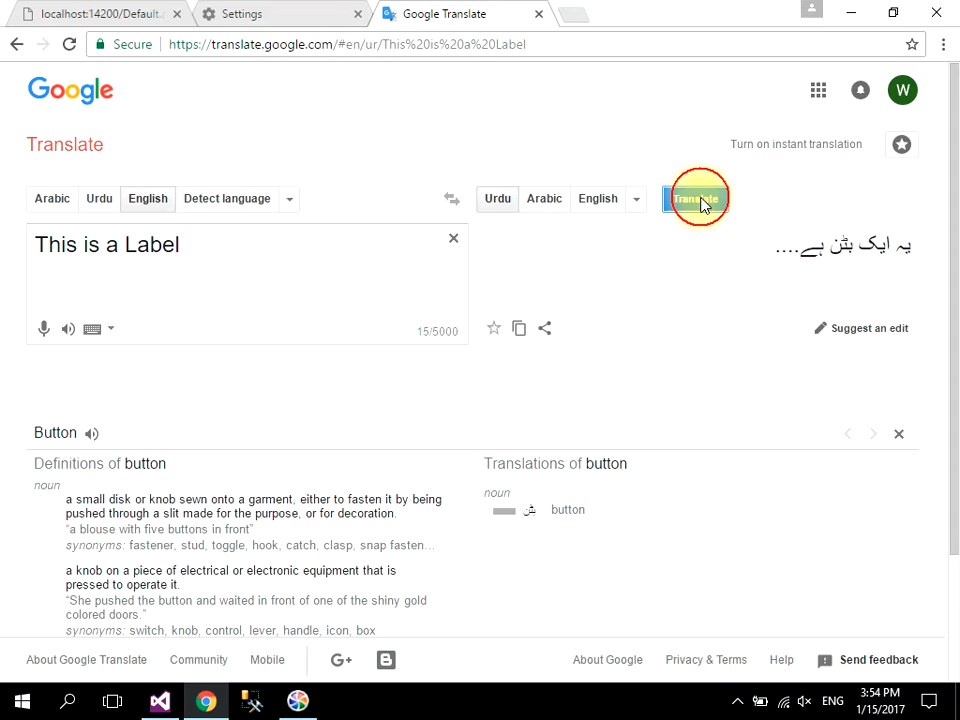 localhost:14200/Default.
Settings
Google Translate
Secure
https://translate.google.com/#en/ur/This%20is%20a%20Label
Google
W
Translate
Turn on instant translation
Arabic
Urdu
English
Detect language
Urdu
Arabic
English
Translate
This is a Label
یہ ایک بٹن ہے....
15/5000
Suggest an edit
Button
Definitions of button
Translations of button
noun
a small disk or knob sewn onto a garment, either to fasten it by being
pushed through a slit made for the purpose, or for decoration.
“a blouse with five buttons in front”
synonyms: fastener, stud, toggle, hook, catch, clasp, snap fasten...
a knob on a piece of electrical or electronic equipment that is
pressed to operate it.
“She pushed the button and waited in front of one of the shiny gold
colored doors.”
synonyms: switch, knob, control, lever, handle, icon, box
noun
button
About Google Translate
Community
Mobile
G+
About Google
Privacy & Terms
Help
Send feedback
ENG
3:54 PM
1/15/2017